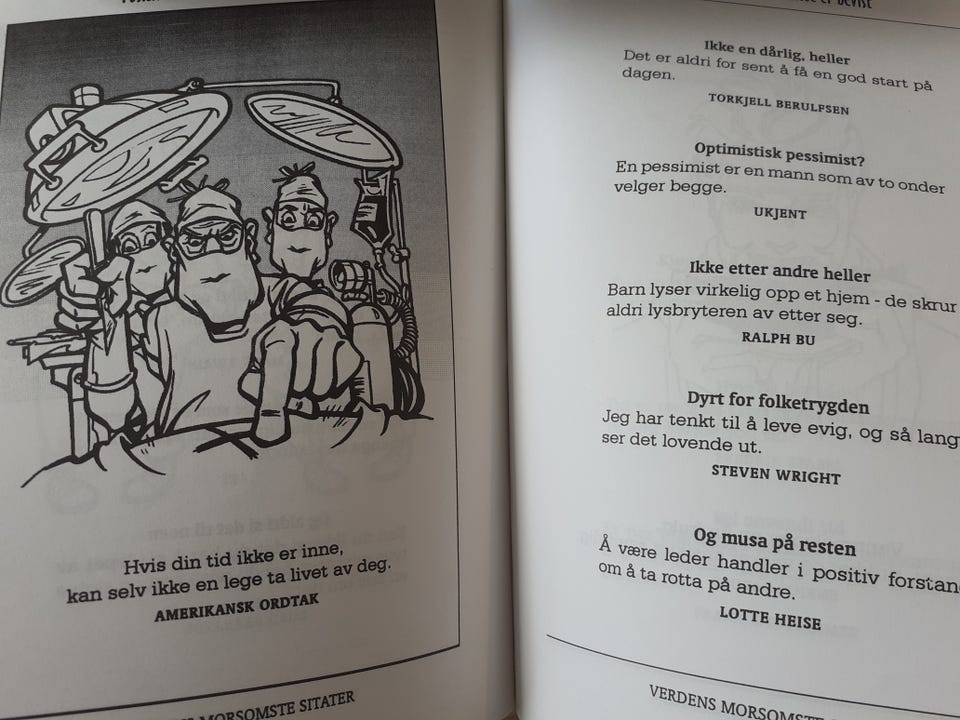 Hvis din tid ikke er inne,
kan selv ikke en lege ta livet av deg.
AMERIKANSK ORDTAK
MORSOMSTE SITATER
Ikke en dårlig, heller
Det er aldri for sent å få en god start på
dagen.
TORKJELL BERULFSEN
Optimistisk pessimist?
En pessimist er en mann som av to onder
velger begge.
UKJENT
Ikke etter andre heller
Barn lyser virkelig opp et hjem - de skrur
aldri lysbryteren av etter seg.
RALPH BU
Dyrt for folketrygden
Jeg har tenkt til å leve evig, og så lang
ser det lovende ut.
STEVEN WRIGHT
Og musa på resten
Å være leder handler i positiv forstand
om å ta rotta på andre.
LOTTE HEISE
VERDENS MORSOMSTE